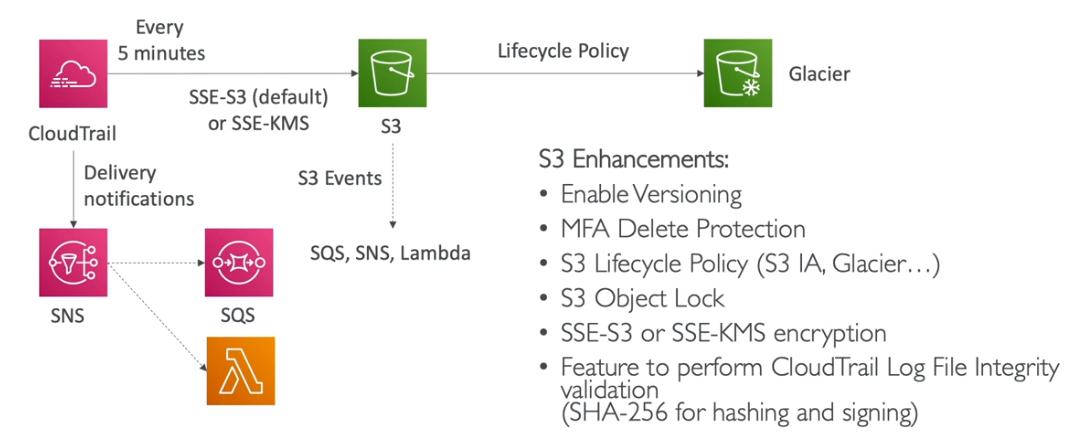 Every
5 minutes
Lifecycle Policy
Glacier
SSE-S3 (default)
or SSE-KMS
CloudTrail
S3
Delivery
notifications
S3 Events
SQS, SNS, Lambda
SNS
SQS
S3 Enhancements:
• Enable Versioning
• MFA Delete Protection
• S3 Lifecycle Policy (S3 IA, Glacier…)
• S3 Object Lock
• SSE-S3 or SSE-KMS encryption
• Feature to perform CloudTrail Log File Integrity
validation
(SHA-256 for hashing and signing)